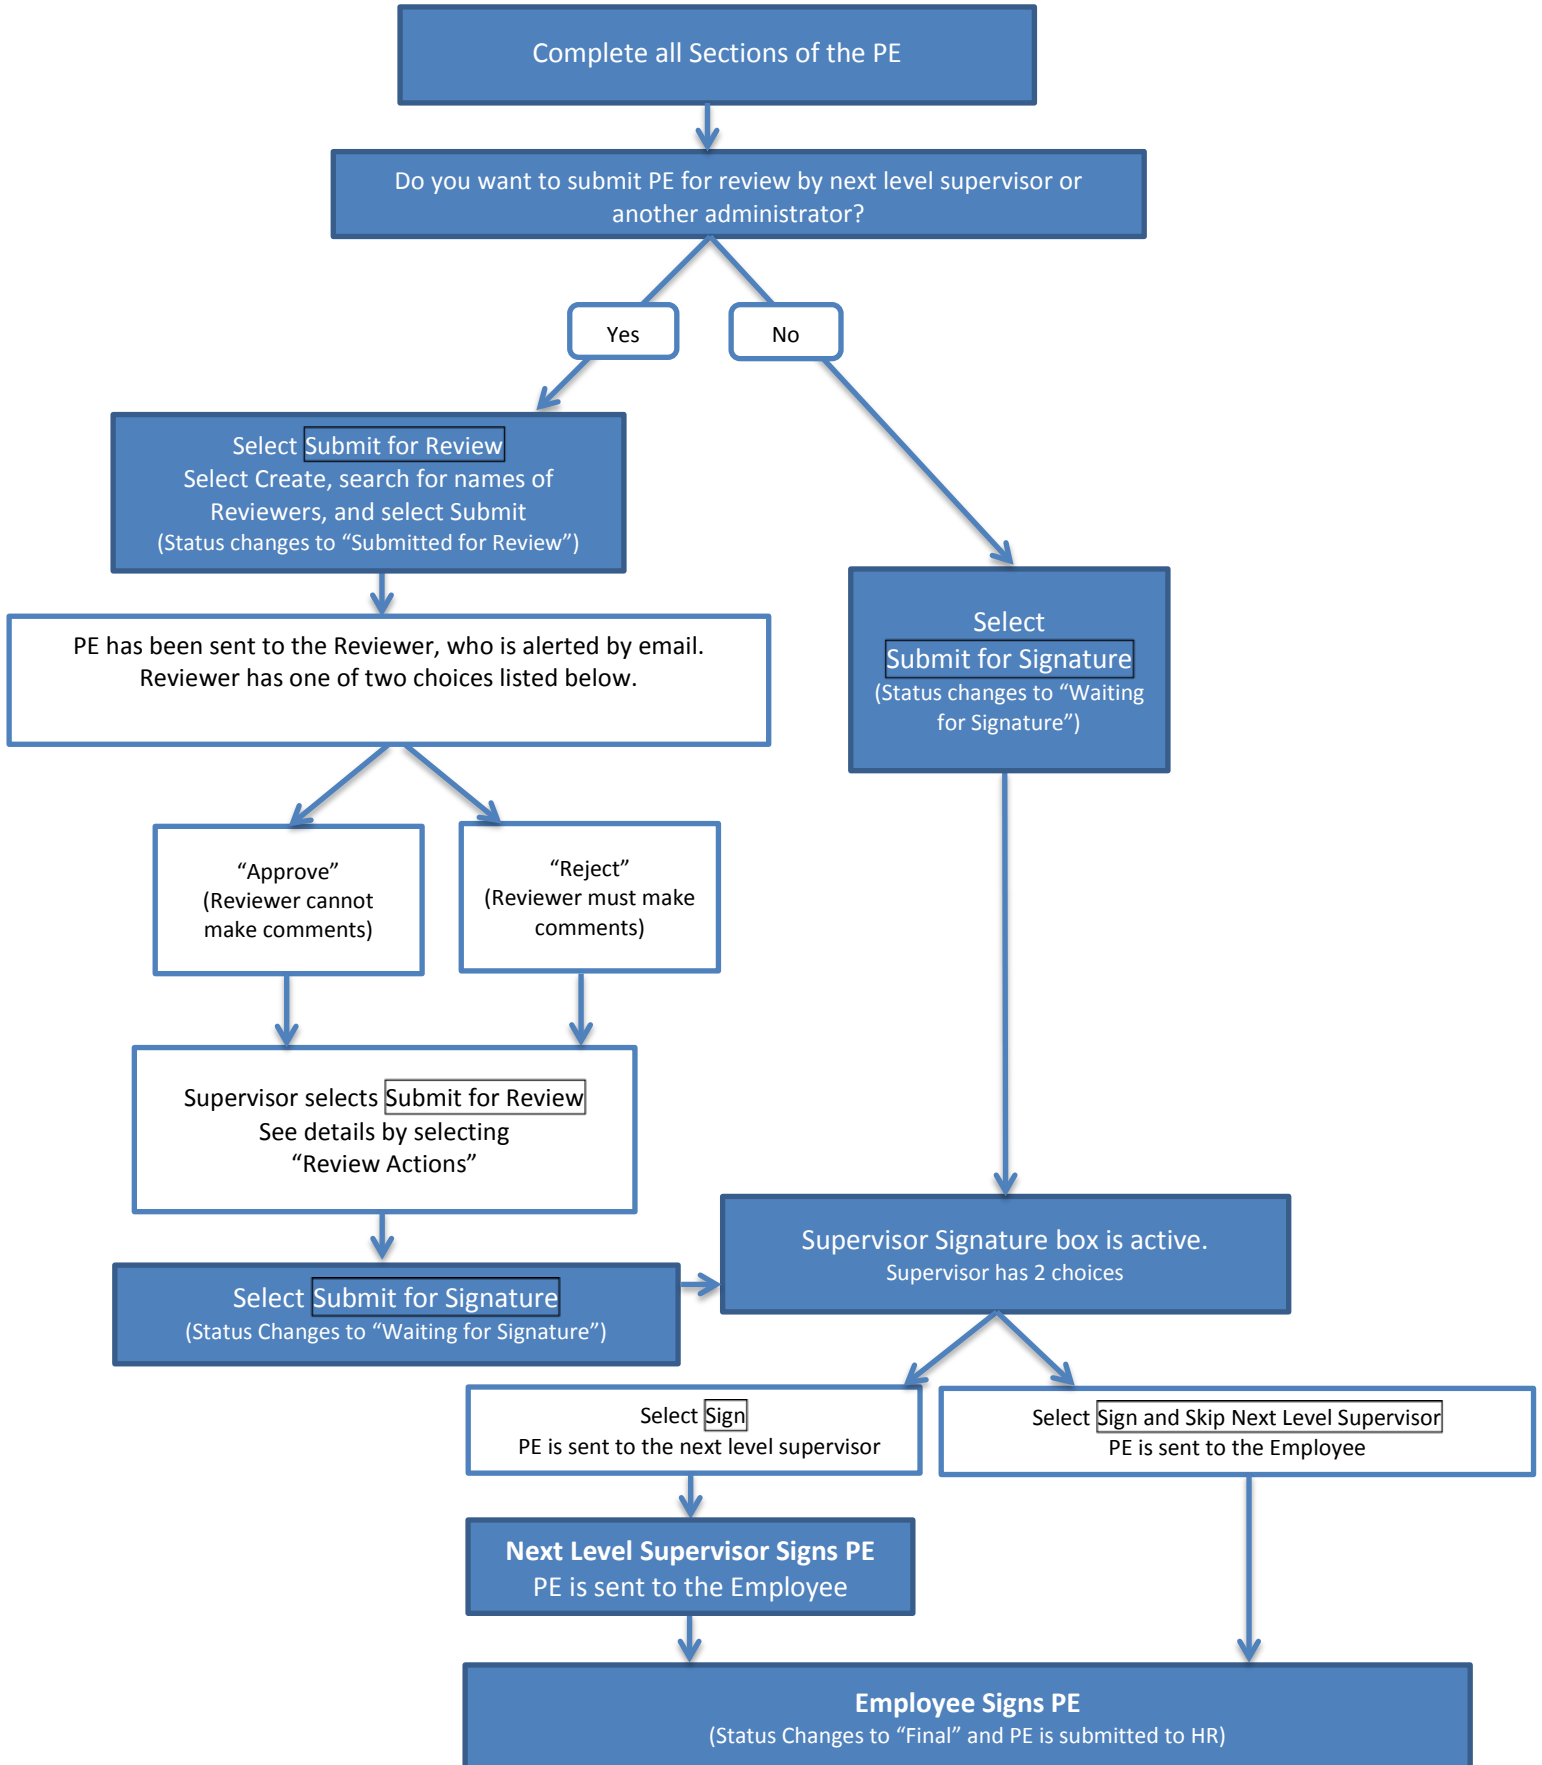 Complete all Sections of the PE
Do you want to submit PE for review by next level supervisor or
another administrator?
Yes
No
Select Submit for Review
Select Create, search for names of
Reviewers, and select Submit
(Status changes to “Submitted for Review”)
PE has been sent to the Reviewer, who is alerted by email.
Reviewer has one of two choices listed below.
Select
Submit for Signature
(Status changes to “Waiting
for Signature”)
“Approve”
(Reviewer cannot
make comments)
“Reject”
(Reviewer must make
comments)
Supervisor selects Submit for Review
See details by selecting
“Review Actions”
Select Submit for Signature
(Status Changes to “Waiting for Signature”)
Supervisor Signature box is active.
Supervisor has 2 choices
Select Sign
PE is sent to the next level supervisor
Select Sign and Skip Next Level Supervisor
PE is sent to the Employee
Next Level Supervisor Signs PE
PE is sent to the Employee
Employee Signs PE
(Status Changes to “Final” and PE is submitted to HR)